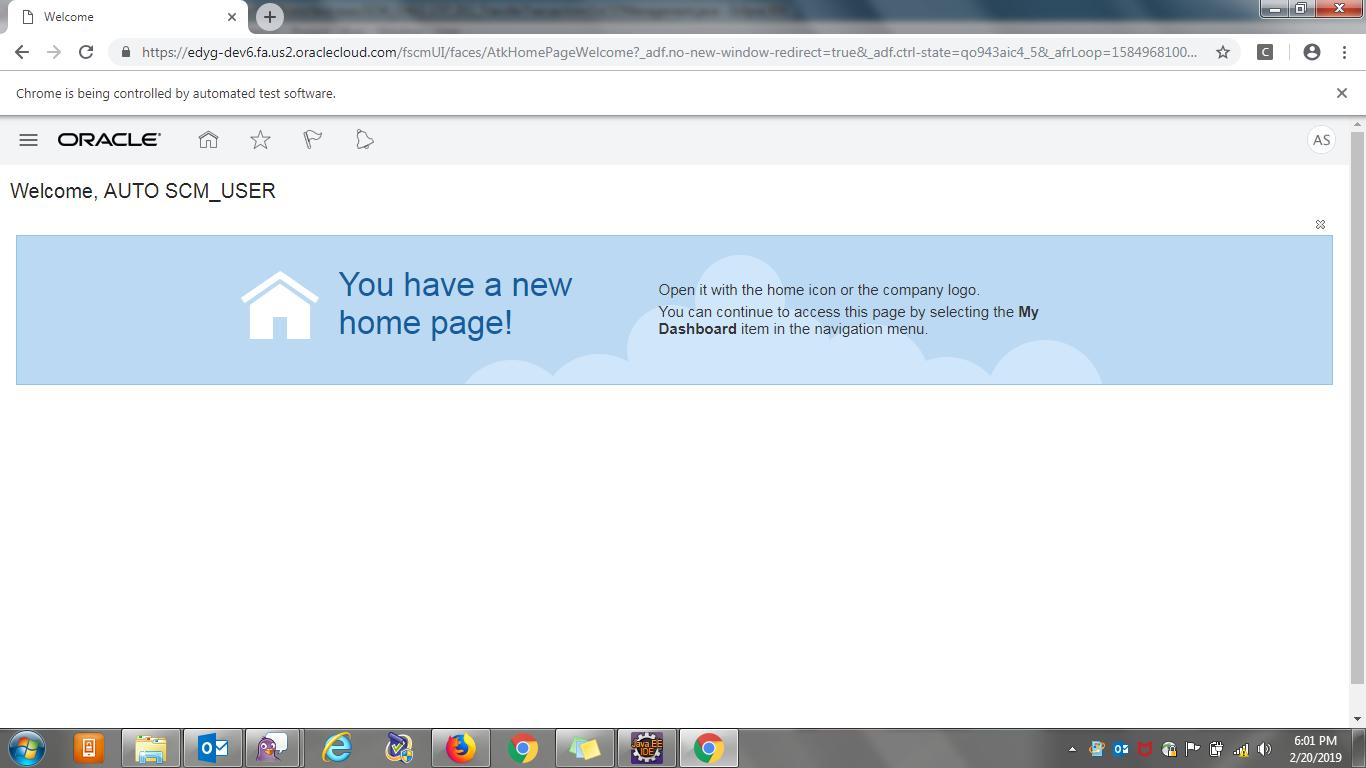 Welcome
https://edyg-dev6.fa.us2.oraclecloud.com/fscmUI/faces/AtkHomePageWelcome?_adf.no-new-window-redirect=true&_adf.ctrl-state=qo943aic4_5&_afrLoop=1584968100...
C
Chrome is being controlled by automated test software.
ORACLE
AS
Welcome, AUTO SCM_USER
You have a new
home page!
Open it with the home icon or the company logo.
You can continue to access this page by selecting the My
Dashboard item in the navigation menu.
Java EE
IDE
6:01 PM
2/20/2019